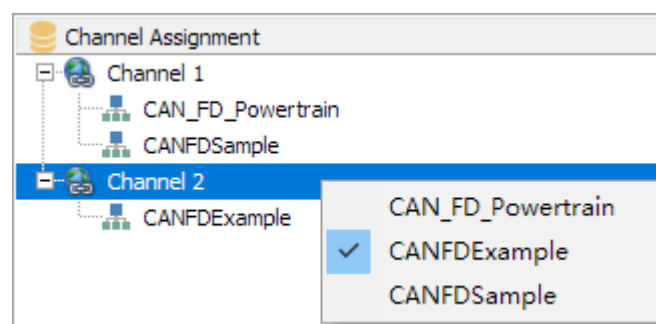 Channel Assignment
Channel 1
CAN_FD_Powertrain
CANFDSample
Channel 2
CANFDExample
CAN_FD_Powertrain
CANFDExample
CANFDSample